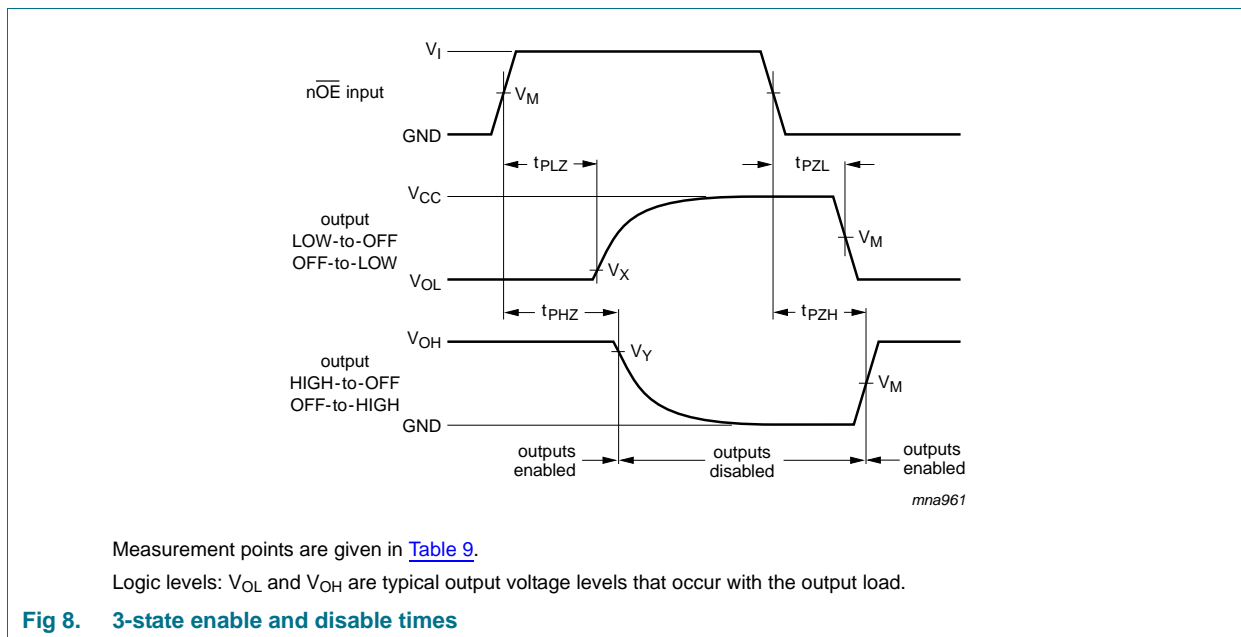 V_I
nOE input
V_M
GND
t_PLZ
t_PZL
V_CC
output
LOW-to-OFF
OFF-to-LOW
V_M
V_X
V_OL
t_PHZ
t_PZH
V_OH
output
HIGH-to-OFF
OFF-to-HIGH
V_Y
V_M
GND
outputs
enabled
outputs
disabled
outputs
enabled
mna961
Measurement points are given in Table 9.
Logic levels: V_OL and V_OH are typical output voltage levels that occur with the output load.
Fig 8. 3-state enable and disable times